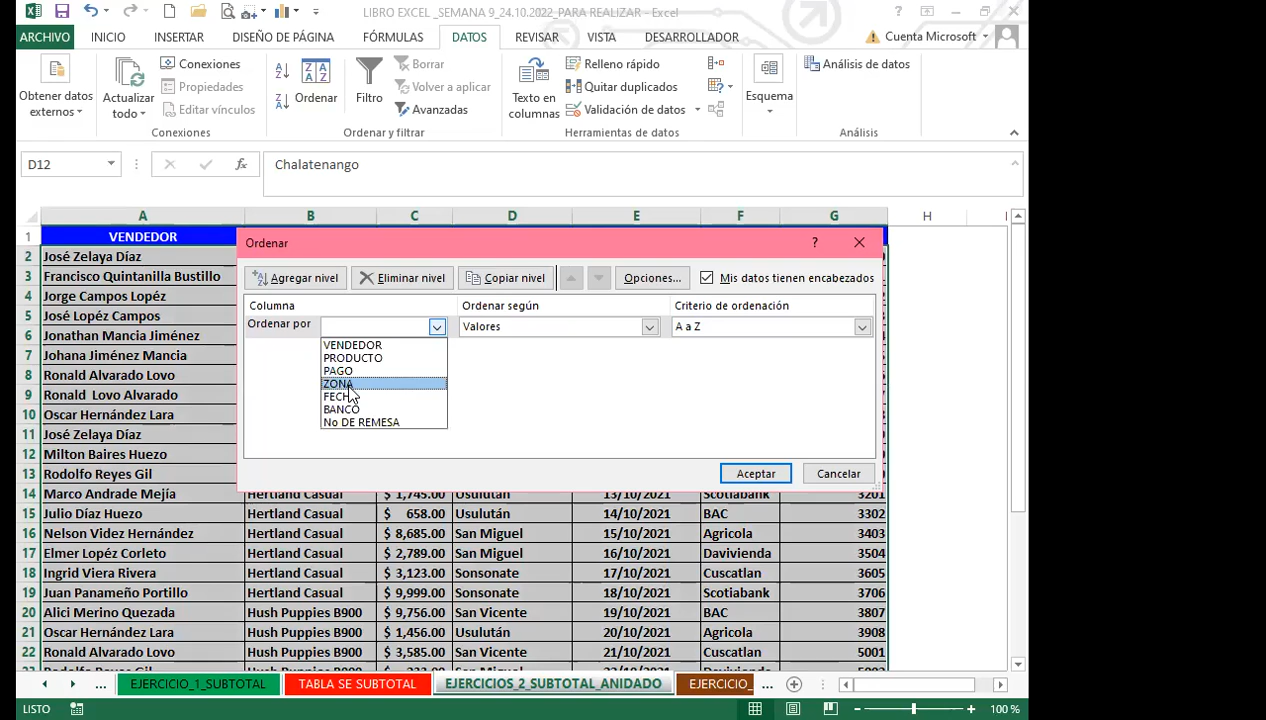 LIBRO EXCEL _SEMANA 9_24.10.2022_PARA REALIZAR - Excel
ARCHIVO INICIO INSERTAR DISEÑO DE PÁGINA FÓRMULAS DATOS REVISAR VISTA DESARROLLADOR Cuenta Microsoft
Conexiones Borrar Relleno rápido Análisis de datos
Propiedades Volver a aplicar Quitar duplicados
Editar vínculos Avanzadas Validación de datos
Obtener datos externos Actualizar todo Ordenar Filtro Texto en columnas Esquema
Conexiones Ordenar y filtrar Herramientas de datos Análisis
D12 fx Chalatenango
A B C D E F G H I
1 VENDEDOR
2 José Zelaya Díaz
3 Francisco Quintanilla Bustillo
4 Jorge Campos Lopéz
5 José Lopéz Campos
6 Jonathan Mancia Jiménez
7 Johana Jiménez Mancia
8 Ronald Alvarado Lovo
9 Ronald Lovo Alvarado
10 Oscar Hernández Lara
11 José Zelaya Díaz
12 Milton Baires Huezo
13 Rodolfo Reyes Gil
Ordenar ?
Agregar nivel Eliminar nivel Copiar nivel Opciones... Mis datos tienen encabezados
Columna Ordenar según Criterio de ordenación
Ordenar por Valores A a Z
VENDEDOR
PRODUCTO
PAGO
ZONA
FECHA
BANCO
No DE REMESA
Aceptar Cancelar
14 Marco Andrade Mejía Hertland Casual $ 1,745.00 Usulután 13/10/2021 Scotiabank 3201
15 Julio Díaz Huezo Hertland Casual $ 658.00 Usulután 14/10/2021 BAC 3302
16 Nelson Videz Hernández Hertland Casual $ 8,685.00 San Miguel 15/10/2021 Agricola 3403
17 Elmer Lopéz Corleto Hertland Casual $ 2,789.00 San Miguel 16/10/2021 Davivienda 3504
18 Ingrid Viera Rivera Hertland Casual $ 3,123.00 Sonsonate 17/10/2021 Cuscatlan 3605
19 Juan Panameño Portillo Hertland Casual $ 9,999.00 Sonsonate 18/10/2021 Scotiabank 3706
20 Alici Merino Quezada Hush Puppies B900 $ 9,756.00 San Vicente 19/10/2021 BAC 3807
21 Oscar Hernández Lara Hush Puppies B900 $ 1,456.00 Usulután 20/10/2021 Agricola 3908
22 Ronald Alvarado Lovo Hush Puppies B900 $ 3,585.00 San Vicente 21/10/2021 Cuscatlan 5001
... EJERCICIO_1_SUBTOTAL TABLA SE SUBTOTAL EJERCICIOS_2_SUBTOTAL_ANIDADO EJERCICIO_ ...
LISTO 100 %